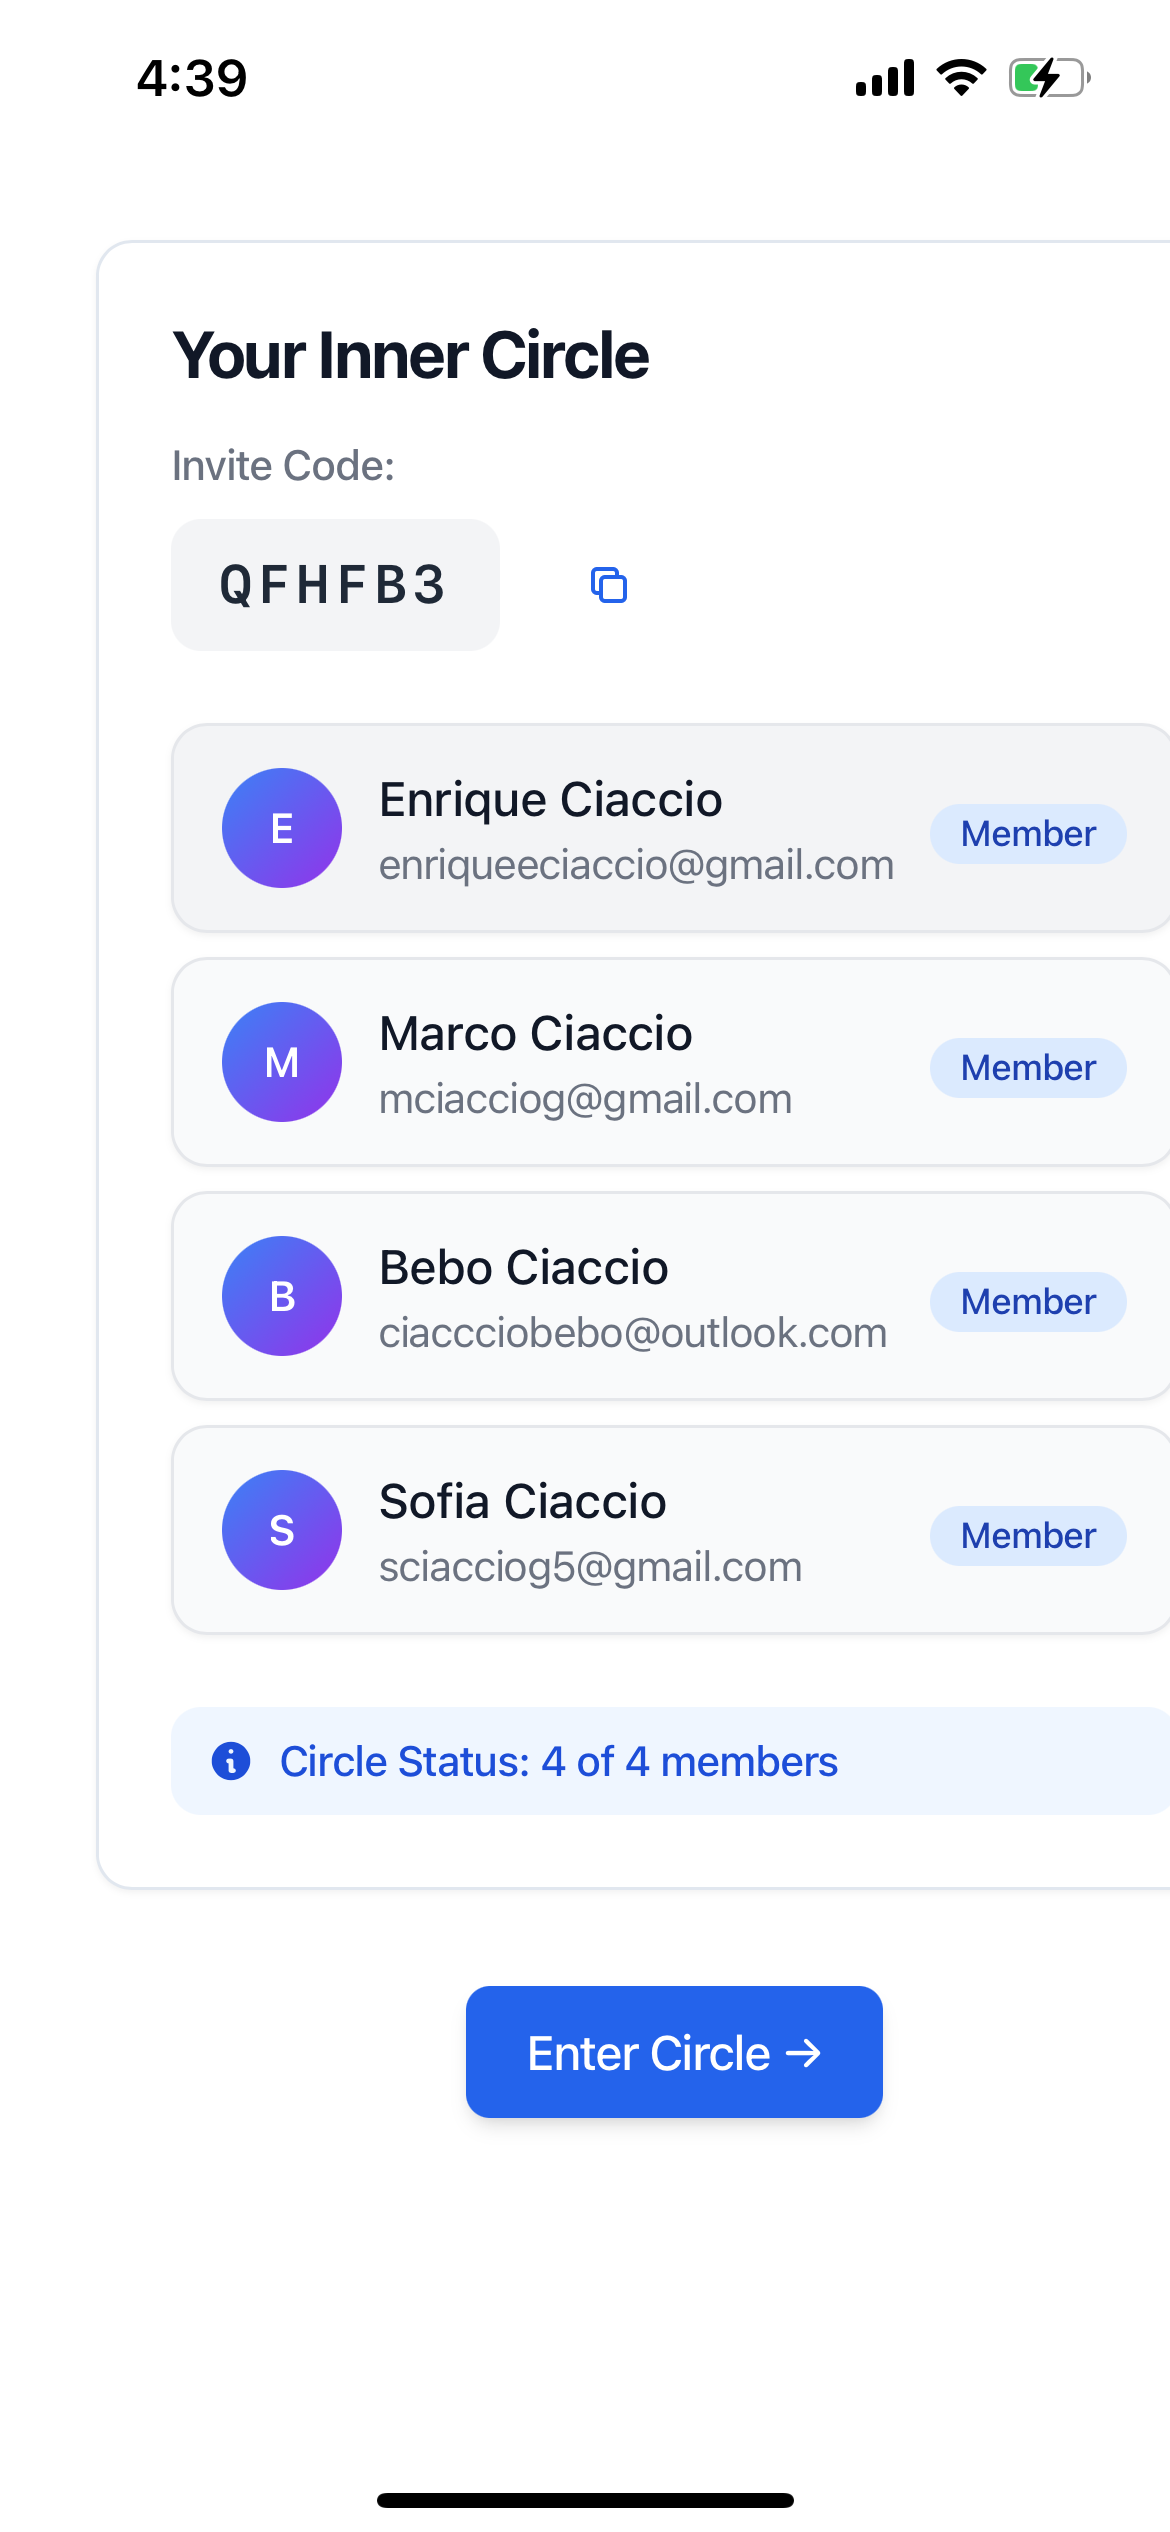 4:39
Your Inner Circle
Invite Code:
QFHFB3
E
Enrique Ciaccio
enriqueeciaccio@gmail.com
Member
M
Marco Ciaccio
mciacciog@gmail.com
Member
B
Bebo Ciaccio
ciaccciobebo@outlook.com
Member
S
Sofia Ciaccio
sciacciog5@gmail.com
Member
Circle Status: 4 of 4 members
Enter Circle →